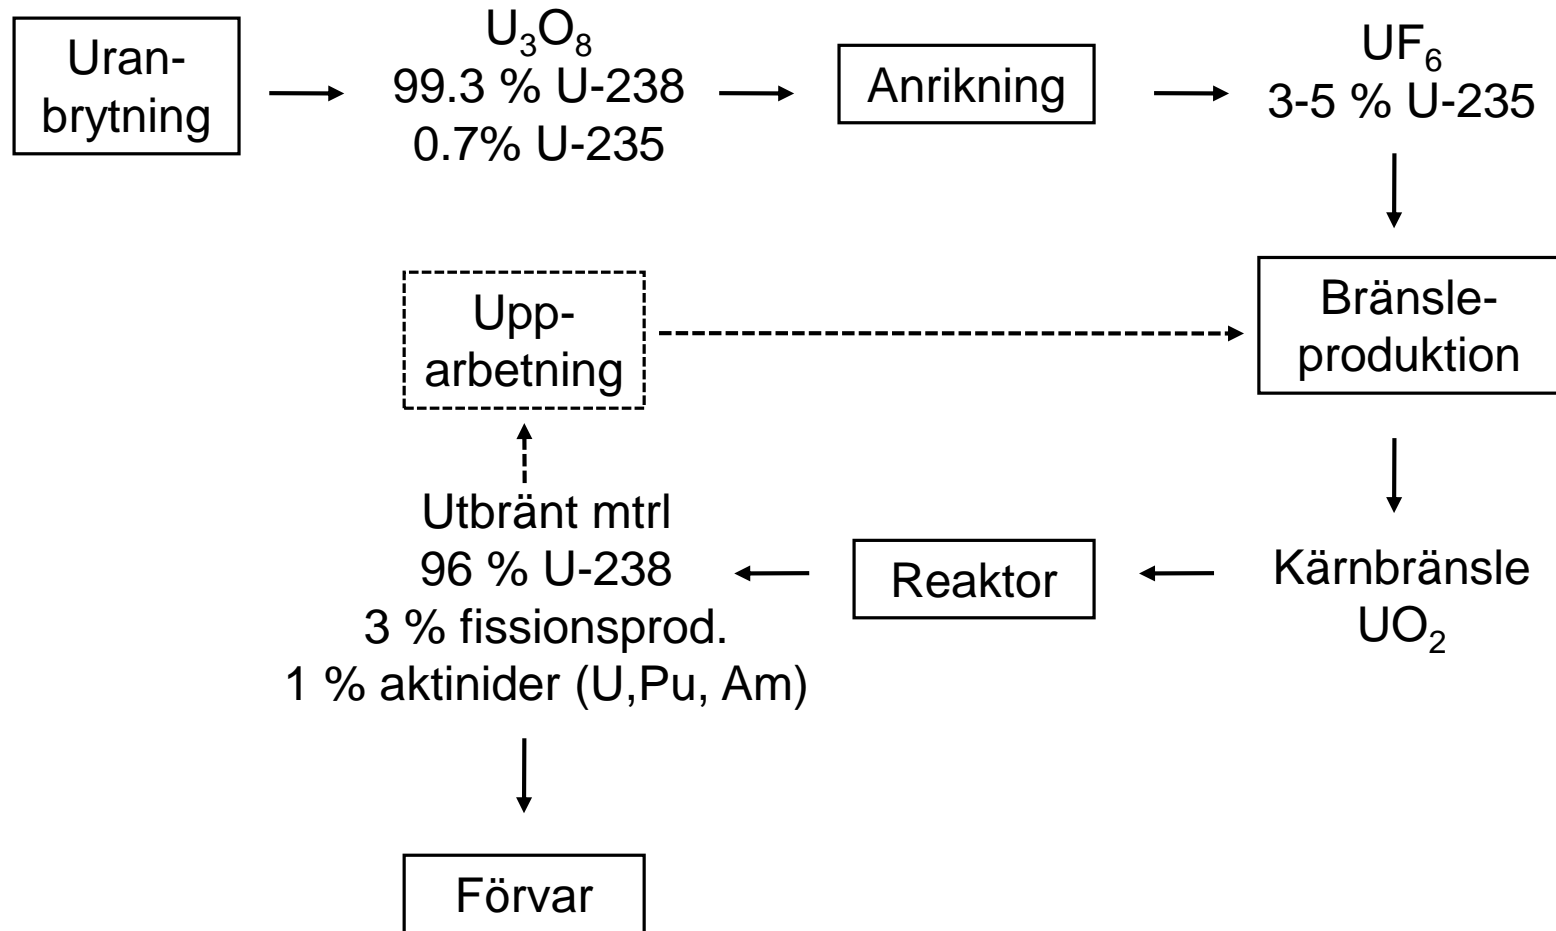 Uran-
brytning
U₃O₈
99.3 % U-238
0.7% U-235
Anrikning
UF₆
3-5 % U-235
Bränsle-
produktion
Upp-
arbetning
Kärnbränsle
UO₂
Reaktor
Utbränt mtrl
96 % U-238
3 % fissionsprod.
1 % aktinider (U,Pu, Am)
Förvar